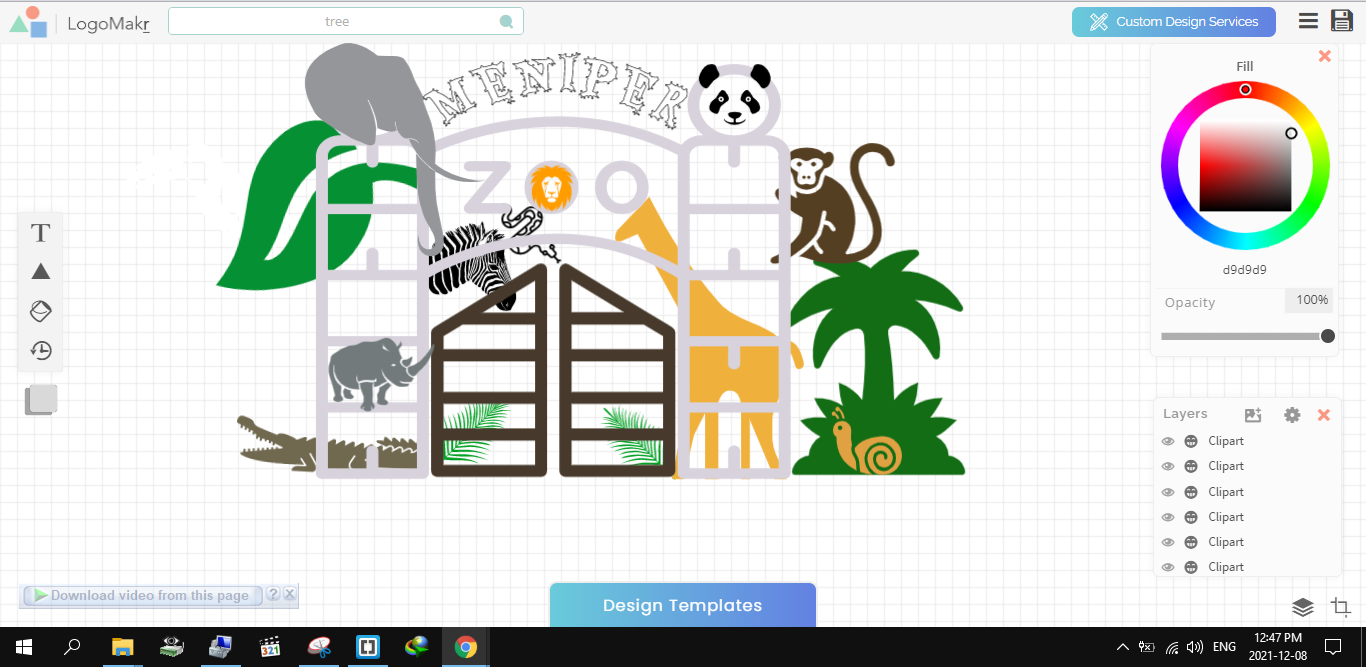 LogoMakr
tree
Custom Design Services
MENIPER
ZOO
Fill
d9d9d9
Opacity
100%
T
Layers
Clipart
Clipart
Clipart
Clipart
Clipart
Clipart
Download video from this page
?
Design Templates
321
ENG
12:47 PM
2021-12-08